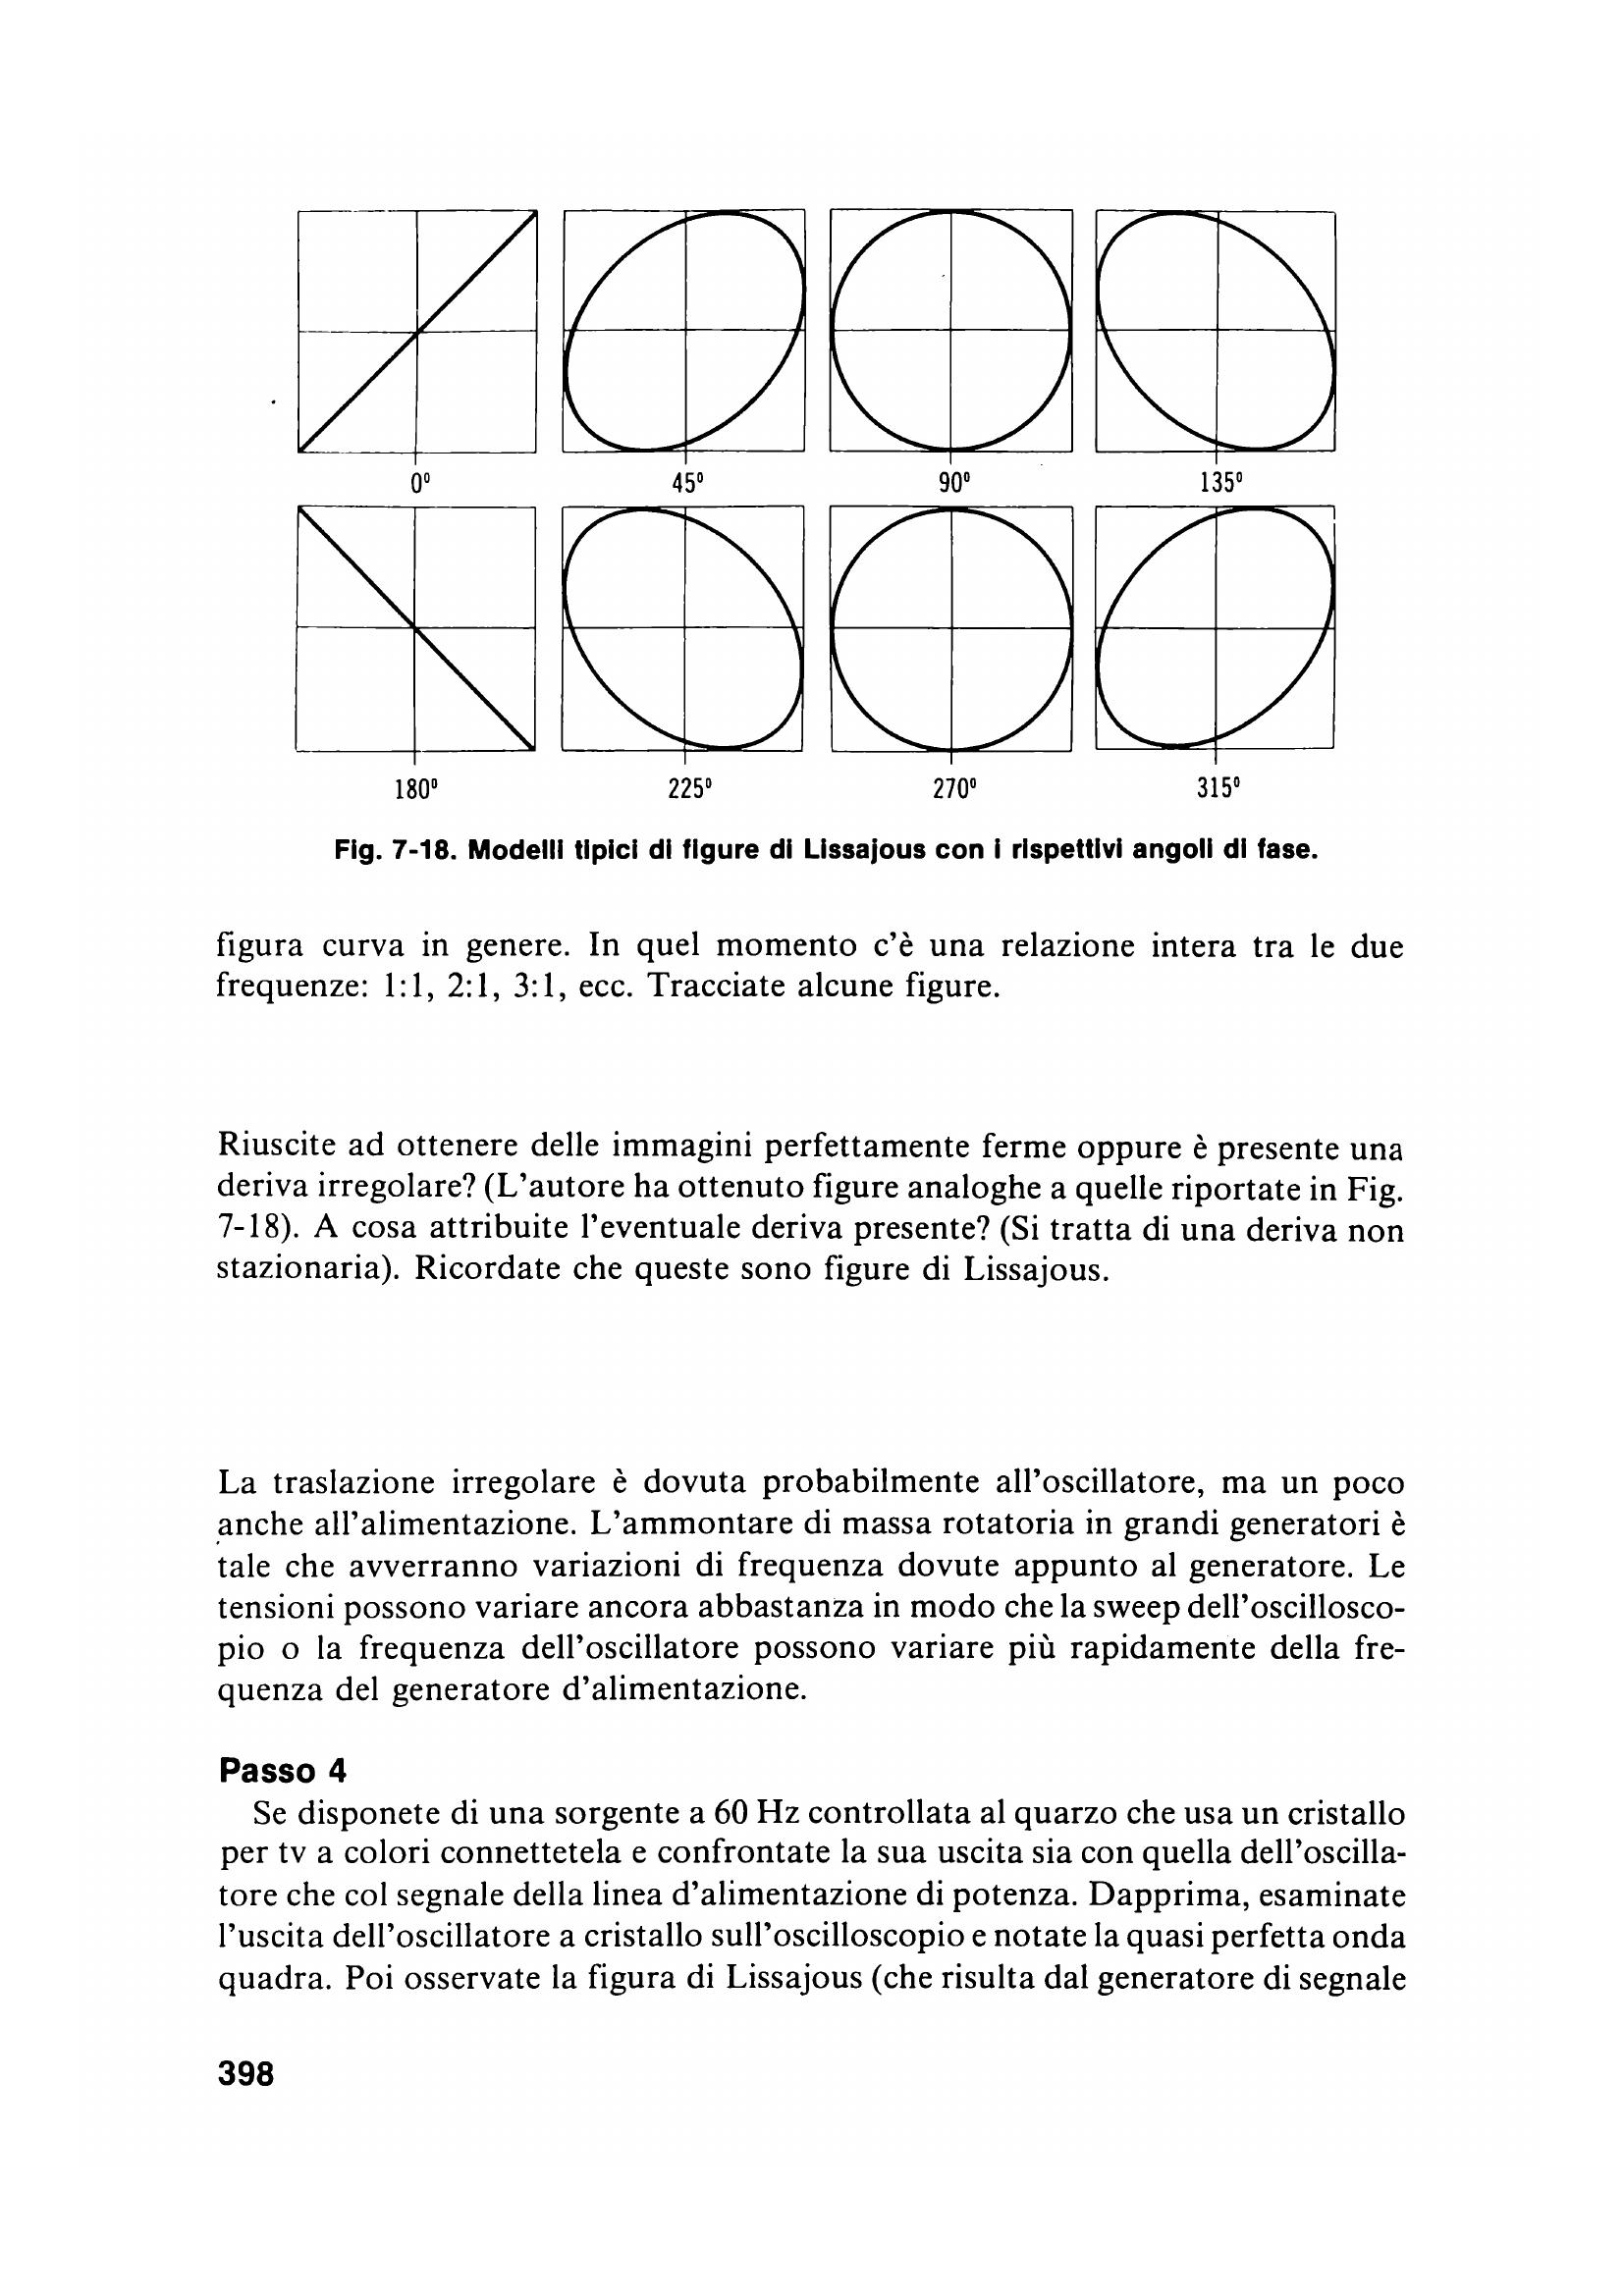 0° 45° 90° 135°
180° 225° 270° 315°
Fig. 7-18. Modelli tipici di figure di Lissajous con i rispettivi angoli di fase.
figura curva in genere. In quel momento c'è una relazione intera tra le due
frequenze: 1:1, 2:1, 3:1, ecc. Tracciate alcune figure.
Riuscite ad ottenere delle immagini perfettamente ferme oppure è presente una
deriva irregolare? (L'autore ha ottenuto figure analoghe a quelle riportate in Fig.
7-18). A cosa attribuite l'eventuale deriva presente? (Si tratta di una deriva non
stazionaria). Ricordate che queste sono figure di Lissajous.
La traslazione irregolare è dovuta probabilmente all'oscillatore, ma un poco
anche all'alimentazione. L'ammontare di massa rotatoria in grandi generatori è
tale che avverranno variazioni di frequenza dovute appunto al generatore. Le
tensioni possono variare ancora abbastanza in modo che la sweep dell'oscillosco-
pio o la frequenza dell'oscillatore possono variare più rapidamente della fre-
quenza del generatore d'alimentazione.
Passo 4
Se disponete di una sorgente a 60 Hz controllata al quarzo che usa un cristallo
per tv a colori connettetela e confrontate la sua uscita sia con quella dell'oscilla-
tore che col segnale della linea d'alimentazione di potenza. Dapprima, esaminate
l'uscita dell'oscillatore a cristallo sull'oscilloscopio e notate la quasi perfetta onda
quadra. Poi osservate la figura di Lissajous (che risulta dal generatore di segnale
398